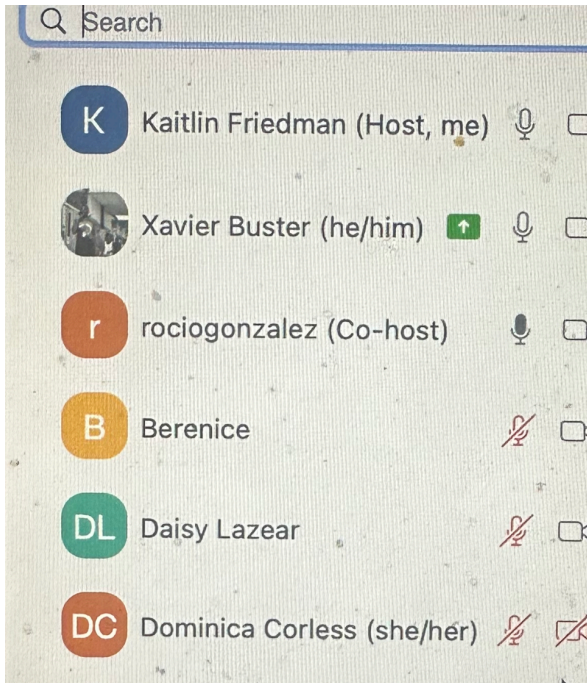 Search
K Kaitlin Friedman (Host, me)
Xavier Buster (he/him)
r rociogonzalez (Co-host)
B Berenice
DL Daisy Lazear
DC Dominica Corless (she/her)